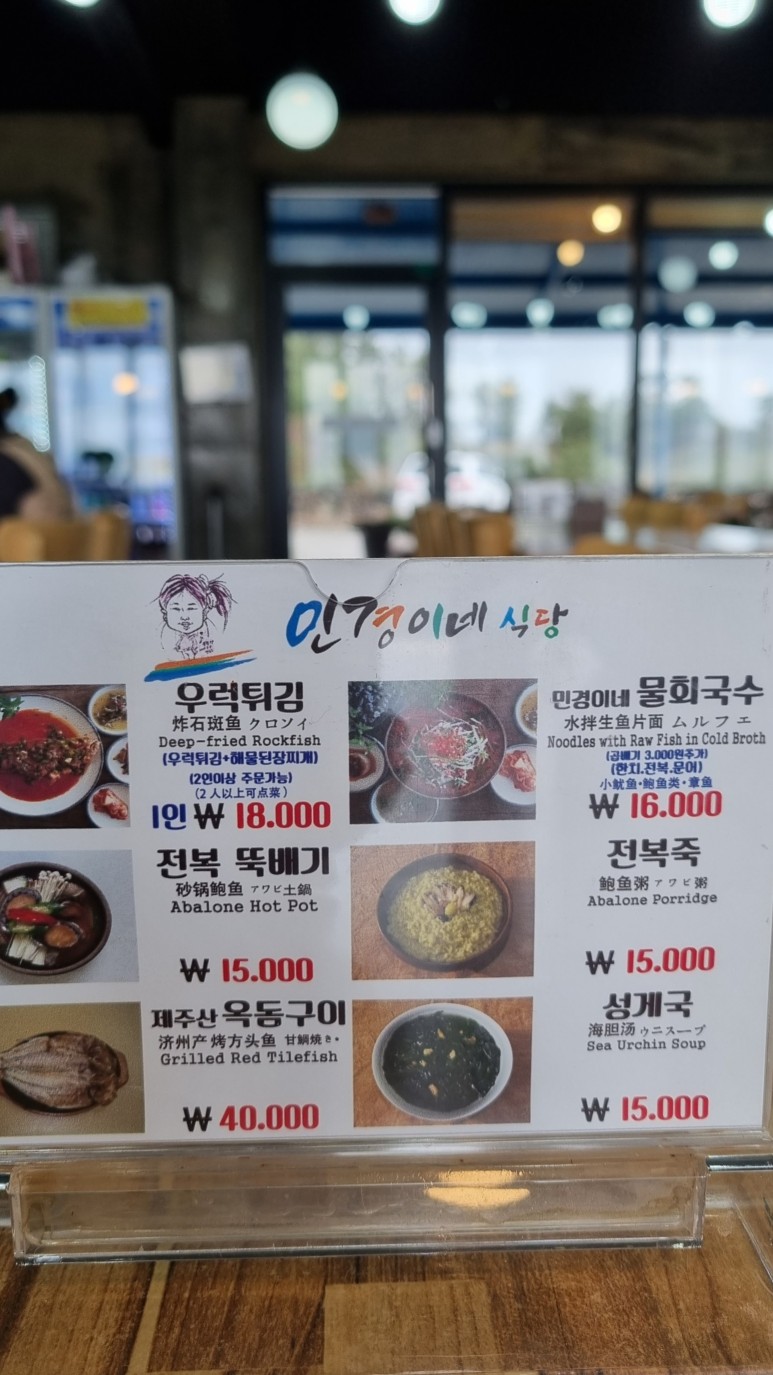 민경이네 식당
우럭튀김
炸石斑鱼 クロソイ
Deep-fried Rockfish
(우럭튀김+해물된장찌개)
(2인이상 주문가능)
(2人以上可点菜)
1인 ₩ 18.000
민경이네 물회국수
水拌生鱼片面 ムルフエ
Noodles with Raw Fish in Cold Broth
(곱빼기 3.000원추가)
(한치.전복.문어)
小鱿鱼·鲍鱼类·章鱼
₩ 16.000
전복 뚝배기
砂锅鲍鱼 アワビ土鍋
Abalone Hot Pot
₩ 15.000
전복죽
鲍鱼粥 アワビ粥
Abalone Porridge
₩ 15.000
제주산 옥돔구이
济州产 烤方头鱼 甘鯛焼き
Grilled Red Tilefish
₩ 40.000
성게국
海胆汤 ウニスープ
Sea Urchin Soup
₩ 15.000